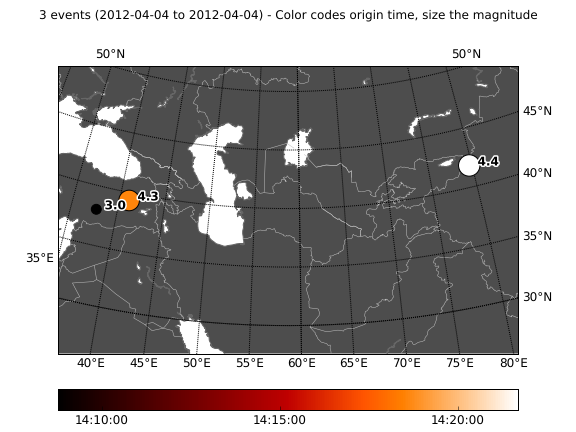 3 events (2012-04-04 to 2012-04-04) - Color codes origin time, size the magnitude
50°N 50°N
45°N
4.4
40°N
4.3
3.0
35°N
35°E
30°N
40°E 45°E 50°E 55°E 60°E 65°E 70°E 75°E 80°E
14:10:00 14:15:00 14:20:00